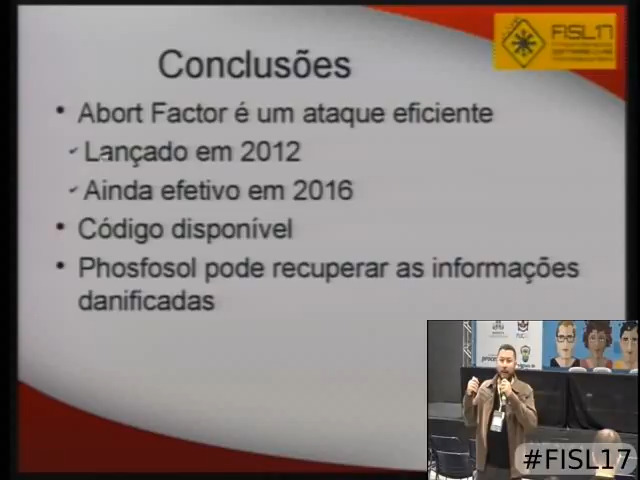 FISL17
Conclusões
• Abort Factor é um ataque eficiente
✓ Lançado em 2012
✓ Ainda efetivo em 2016
• Código disponível
• Phosfosol pode recuperar as informações
danificadas
#FISL17